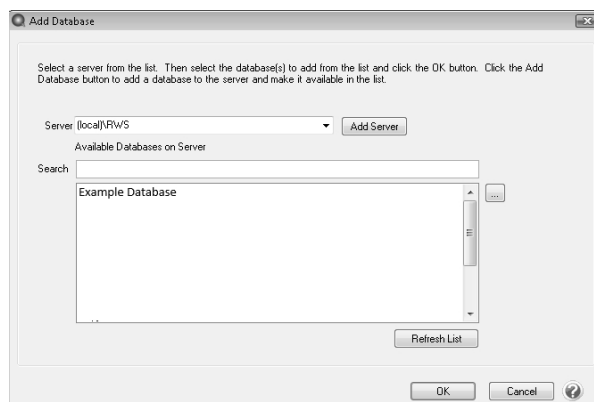 Add Database
Select a server from the list. Then select the database(s) to add from the list and click the OK button. Click the Add
Database button to add a database to the server and make it available in the list.
Server (local)\RWS Add Server
Available Databases on Server
Search
Example Database
...
Refresh List
OK Cancel ?